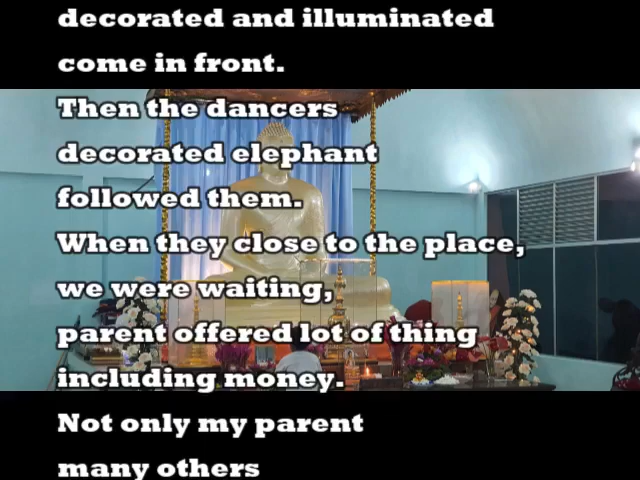 decorated and illuminated
come in front.
Then the dancers
decorated elephant
followed them.
When they close to the place,
we were waiting,
parent offered lot of thing
including money.
Not only my parent
many others